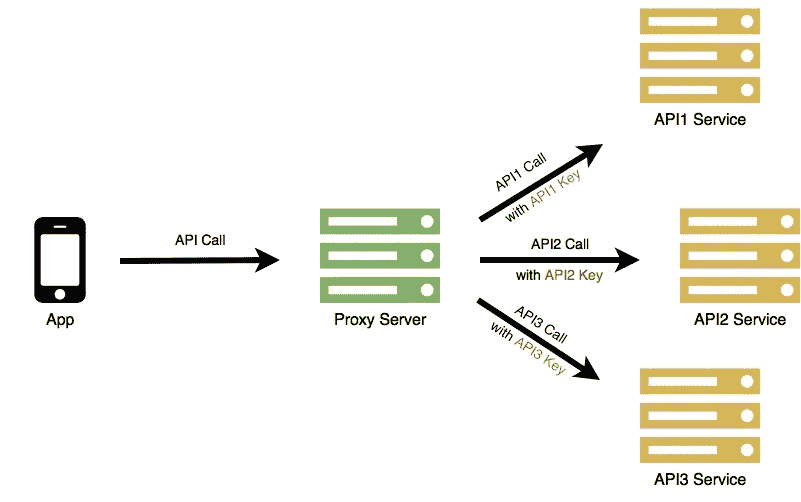 API1 Service
API1 Call
with API1 Key
API Call
API2 Call
with API2 Key
App
Proxy Server
API2 Service
API3 Call
with API3 Key
API3 Service